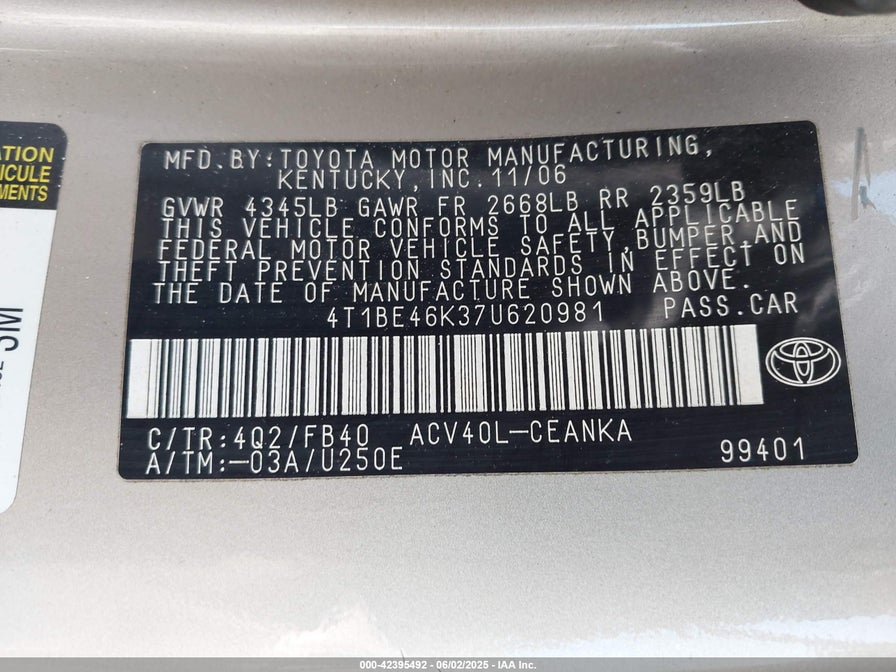 ATION
VEHICULE
MENTS
SM
MFD. BY: TOYOTA MOTOR MANUFACTURING,
KENTUCKY, INC. 11/06
GVWR 4345LB GAWR FR 2668LB RR 2359LB
THIS VEHICLE CONFORMS TO ALL APPLICABLE
FEDERAL MOTOR VEHICLE SAFETY, BUMPER, AND
THEFT PREVENTION STANDARDS IN EFFECT ON
THE DATE OF MANUFACTURE SHOWN ABOVE.
4T1BE46K37U620981 PASS.CAR
C/TR:4Q2/FB40 ACV40L-CEANKA
A/TM:-03A/U250E 99401
000-42395492 - 06/02/2025 - IAA Inc.